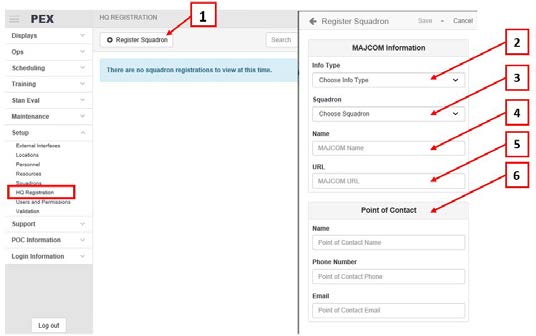 PEX
Displays
Ops
Scheduling
Training
Stan Eval
Maintenance
Setup
External Interfaces
Locations
Personnel
Resources
Squadrons
HQ Registration
Users and Permissions
Validation
Support
POC Information
Login Information
Log out
HQ REGISTRATION
1
Register Squadron
Search
There are no squadron registrations to view at this time.
Register Squadron
Save
Cancel
MAJCOM Information
2
Info Type
Choose Info Type
3
Squadron
Choose Squadron
4
Name
MAJCOM Name
5
URL
MAJCOM URL
6
Point of Contact
Name
Point of Contact Name
Phone Number
Point of Contact Phone
Email
Point of Contact Email